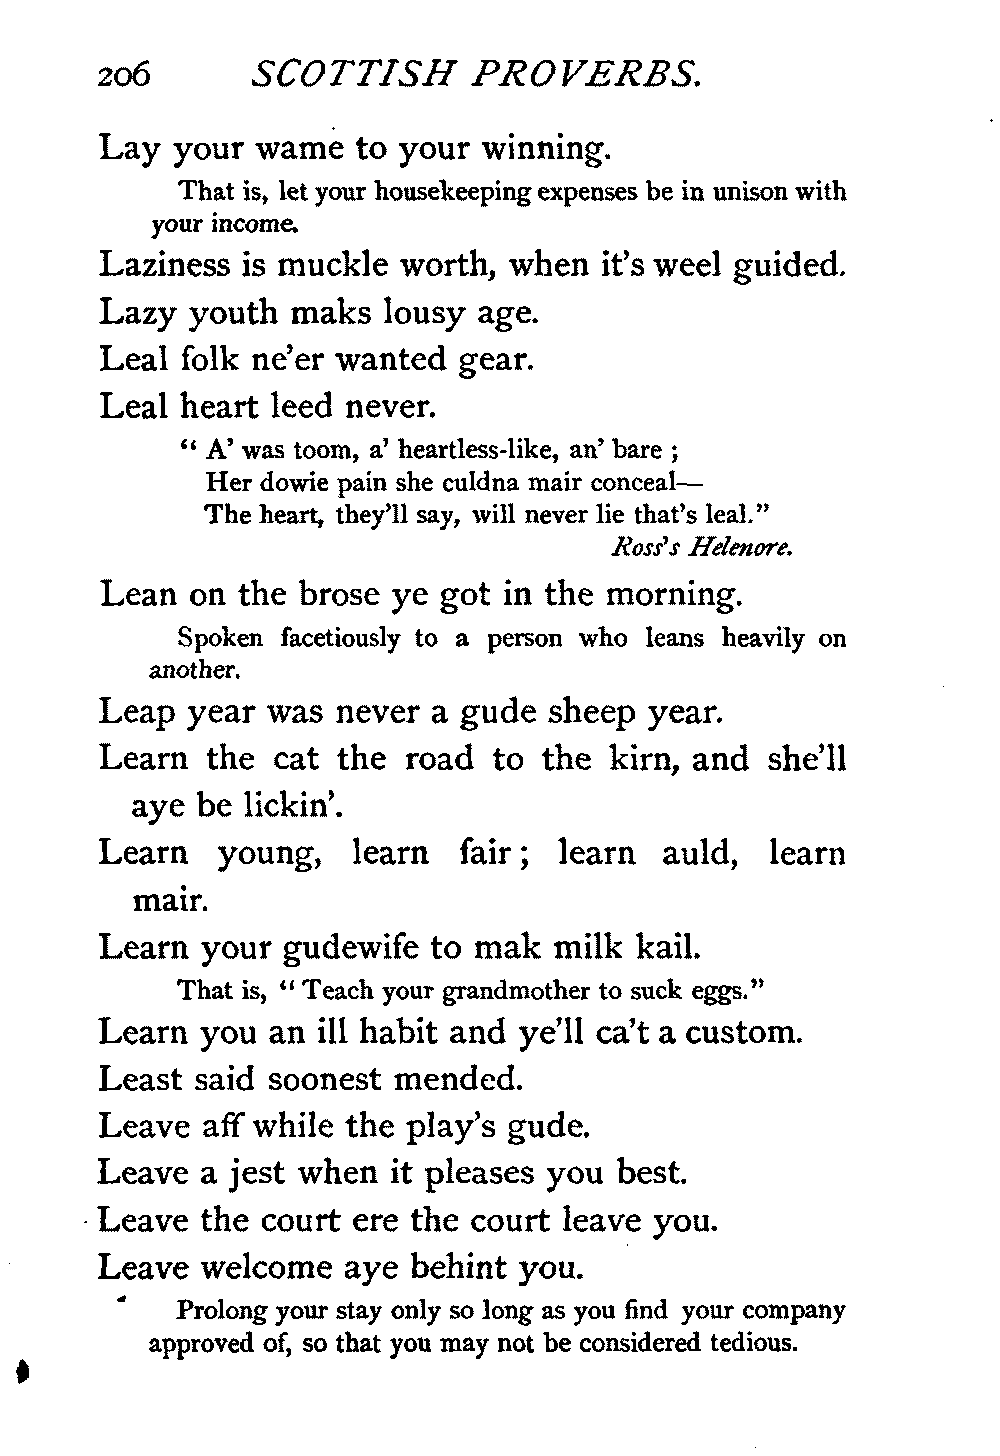 206 SCOTTISH PROVERBS.
Lay your wame to your winning.
That is, let your housekeeping expenses be in unison with
your income.
Laziness is muckle worth, when it's weel guided.
Lazy youth maks lousy age.
Leal folk ne'er wanted gear.
Leal heart leed never.
“ A' was toom, a' heartless-like, an' bare ;
Her dowie pain she culdna mair conceal—
The heart, they'll say, will never lie that's leal.”
Ross's Helenore.
Lean on the brose ye got in the morning.
Spoken facetiously to a person who leans heavily on
another.
Leap year was never a gude sheep year.
Learn the cat the road to the kirn, and she'll
aye be lickin'.
Learn young, learn fair ; learn auld, learn
mair.
Learn your gudewife to mak milk kail.
That is, “ Teach your grandmother to suck eggs.”
Learn you an ill habit and ye'll ca't a custom.
Least said soonest mended.
Leave aff while the play's gude.
Leave a jest when it pleases you best.
Leave the court ere the court leave you.
Leave welcome aye behint you.
Prolong your stay only so long as you find your company
approved of, so that you may not be considered tedious.